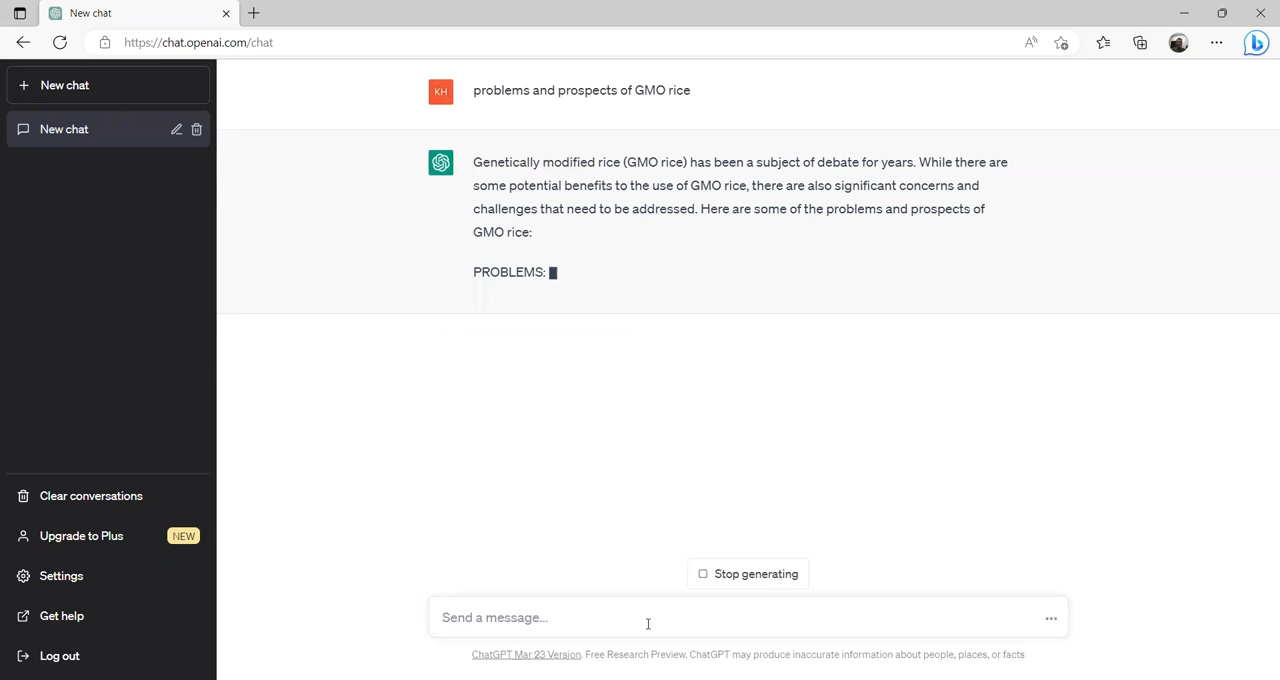 New chat
https://chat.openai.com/chat
New chat
New chat
Clear conversations
Upgrade to Plus NEW
Settings
Get help
Log out
KH problems and prospects of GMO rice
Genetically modified rice (GMO rice) has been a subject of debate for years. While there are
some potential benefits to the use of GMO rice, there are also significant concerns and
challenges that need to be addressed. Here are some of the problems and prospects of
GMO rice:
PROBLEMS:
Stop generating
Send a message...
ChatGPT Mar 23 Version. Free Research Preview. ChatGPT may produce inaccurate information about people, places, or facts